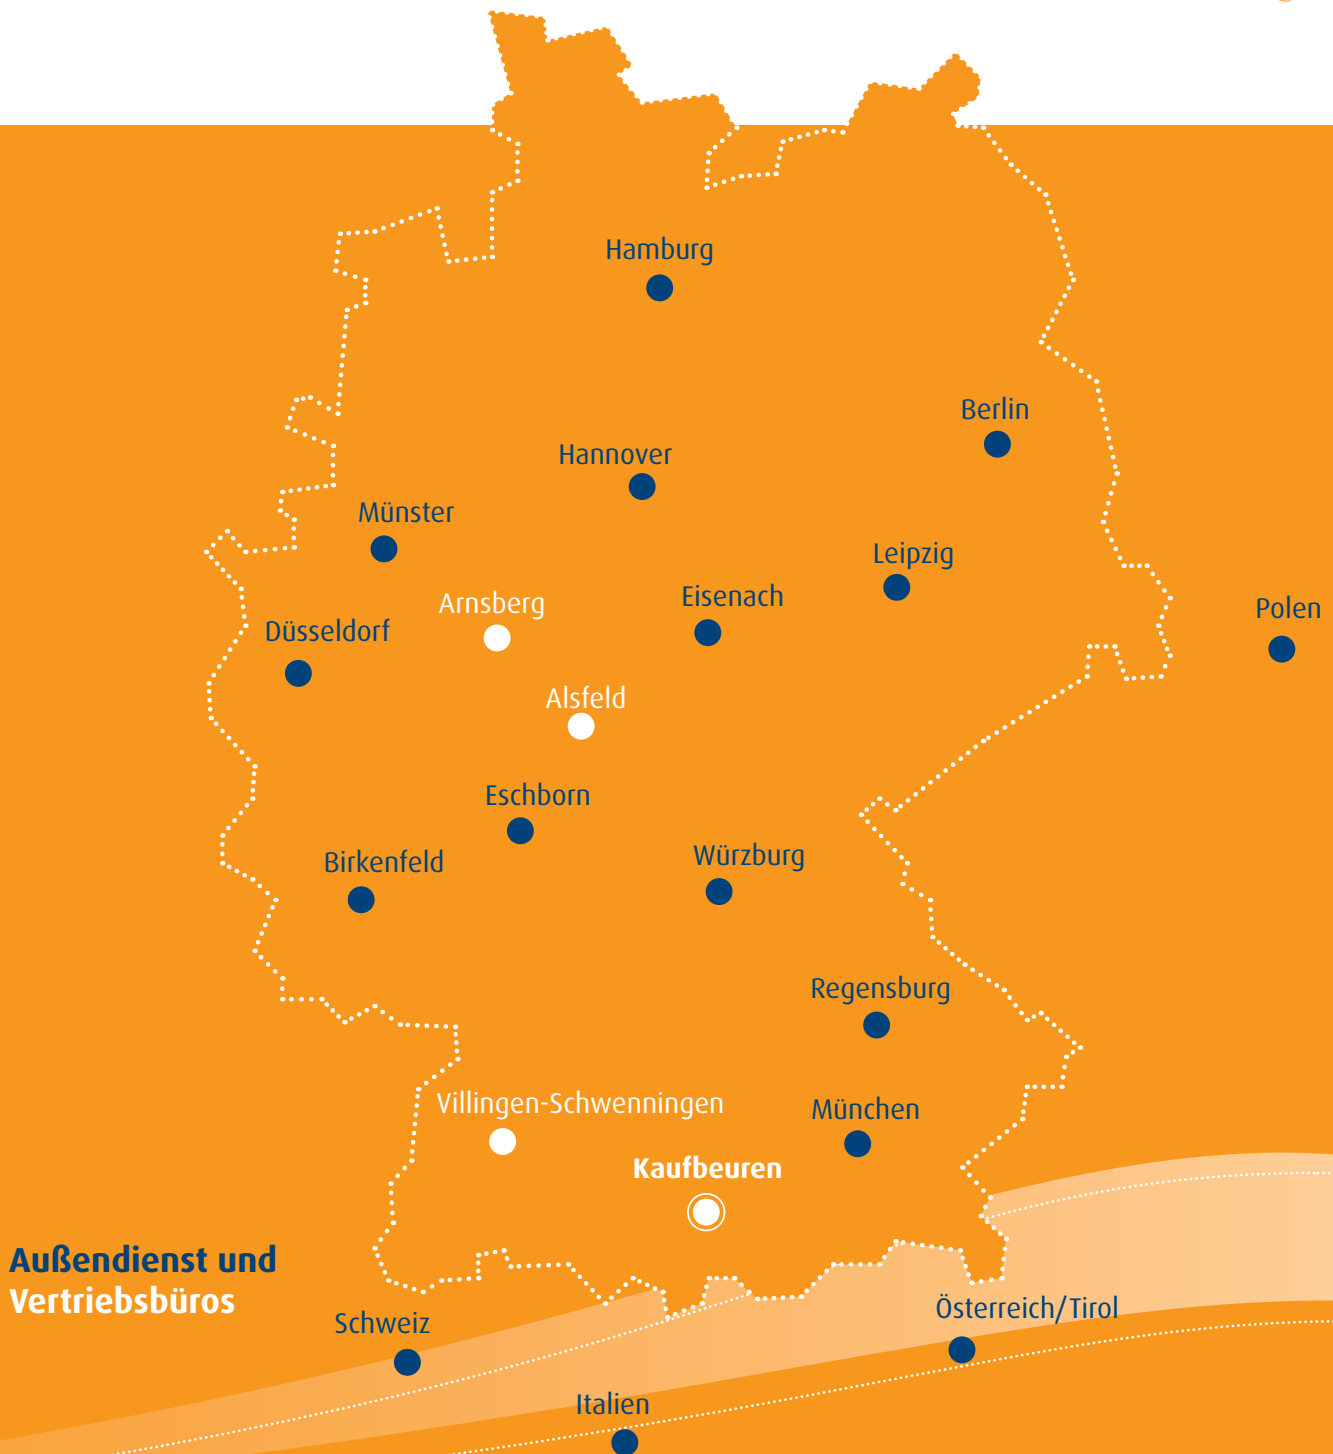 Hamburg
Berlin
Hannover
Münster
Leipzig
Eisenach
Arnsberg
Polen
Düsseldorf
Alsfeld
Eschborn
Würzburg
Birkenfeld
Regensburg
Villingen-Schwenningen
München
Kaufbeuren
Außendienst und
Vertriebsbüros
Österreich/Tirol
Schweiz
Italien